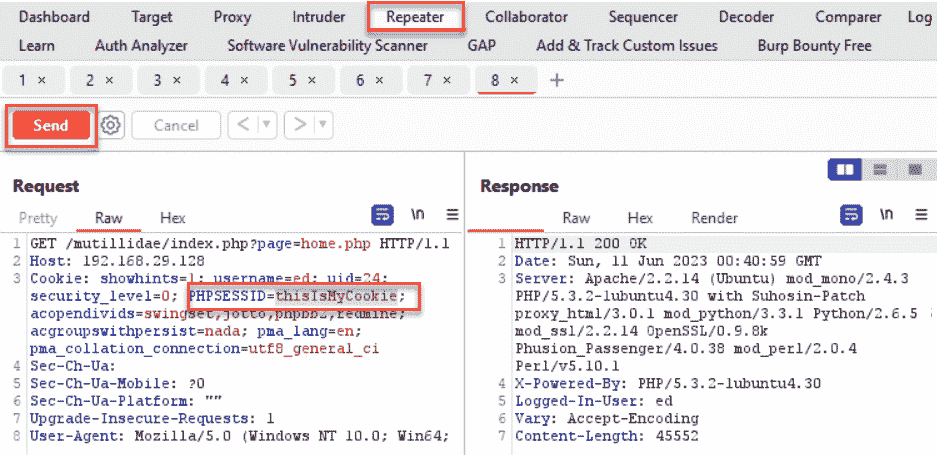 Dashboard Target Proxy Intruder Repeater Collaborator Sequencer Decoder Comparer Log
Learn Auth Analyzer Software Vulnerability Scanner GAP Add & Track Custom Issues Burp Bounty Free
1 × 2 × 3 × 4 × 5 × 6 × 7 × 8 × +
Send Cancel < ▼ > ▼
Request
Pretty Raw Hex \n
1 GET /mutillidae/index.php?page=home.php HTTP/1.1
2 Host: 192.168.29.128
3 Cookie: showhints=1; username=ed; uid=24;
security_level=0; PHPSESSID=thisIsMyCookie;
acopendivids=swingset,jotto,phpbb2,redmine;
acgroupswithpersist=nada; pma_lang=en;
pma_collation_connection=utf8_general_ci
4 Sec-Ch-Ua:
5 Sec-Ch-Ua-Mobile: ?0
6 Sec-Ch-Ua-Platform: ""
7 Upgrade-Insecure-Requests: 1
8 User-Agent: Mozilla/5.0 (Windows NT 10.0; Win64;
Response
Raw Hex Render \n
1 HTTP/1.1 200 OK
2 Date: Sun, 11 Jun 2023 00:40:59 GMT
3 Server: Apache/2.2.14 (Ubuntu) mod_mono/2.4.3
PHP/5.3.2-1ubuntu4.30 with Suhosin-Patch
proxy_html/3.0.1 mod_python/3.3.1 Python/2.6.5
mod_ssl/2.2.14 OpenSSL/0.9.8k
Phusion_Passenger/4.0.38 mod_perl/2.0.4
Perl/v5.10.1
4 X-Powered-By: PHP/5.3.2-1ubuntu4.30
5 Logged-In-User: ed
6 Vary: Accept-Encoding
7 Content-Length: 45552